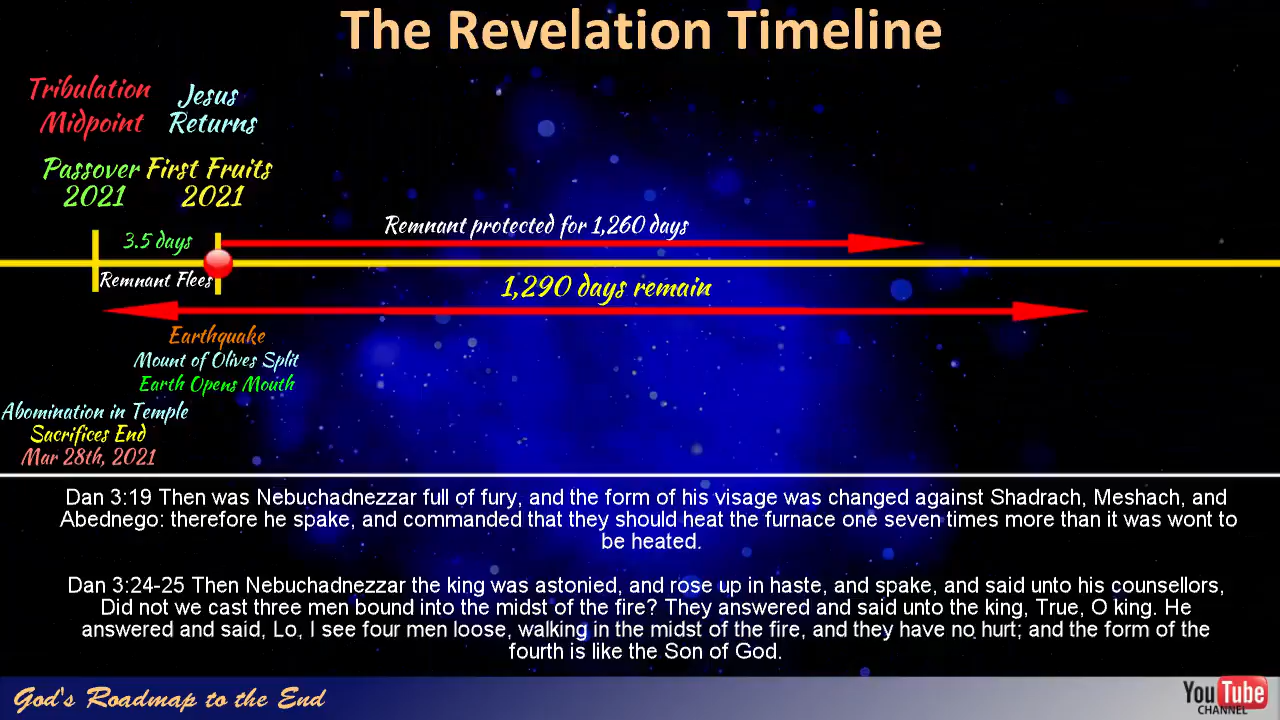 The Revelation Timeline
Tribulation
Midpoint
Jesus
Returns
Passover
2021
First Fruits
2021
3.5 days
Remnant Flees
Remnant protected for 1,260 days
1,290 days remain
Earthquake
Mount of Olives Split
Earth Opens Mouth
Abomination in Temple
Sacrifices End
Mar 28th, 2021
Dan 3:19 Then was Nebuchadnezzar full of fury, and the form of his visage was changed against Shadrach, Meshach, and
Abednego: therefore he spake, and commanded that they should heat the furnace one seven times more than it was wont to
be heated.
Dan 3:24-25 Then Nebuchadnezzar the king was astonied, and rose up in haste, and spake, and said unto his counsellors,
Did not we cast three men bound into the midst of the fire? They answered and said unto the king, True, O king. He
answered and said, Lo, I see four men loose, walking in the midst of the fire, and they have no hurt; and the form of the
fourth is like the Son of God.
God's Roadmap to the End
YouTube
CHANNEL